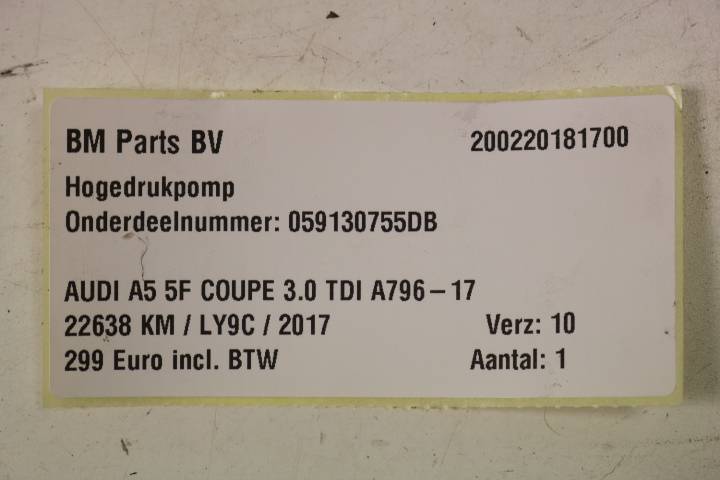 BM Parts BV 200220181700
Hogedrukpomp
Onderdeelnummer: 059130755DB
AUDI A5 5F COUPE 3.0 TDI A796-17
22638 KM / LY9C / 2017 Verz: 10
299 Euro incl. BTW Aantal: 1